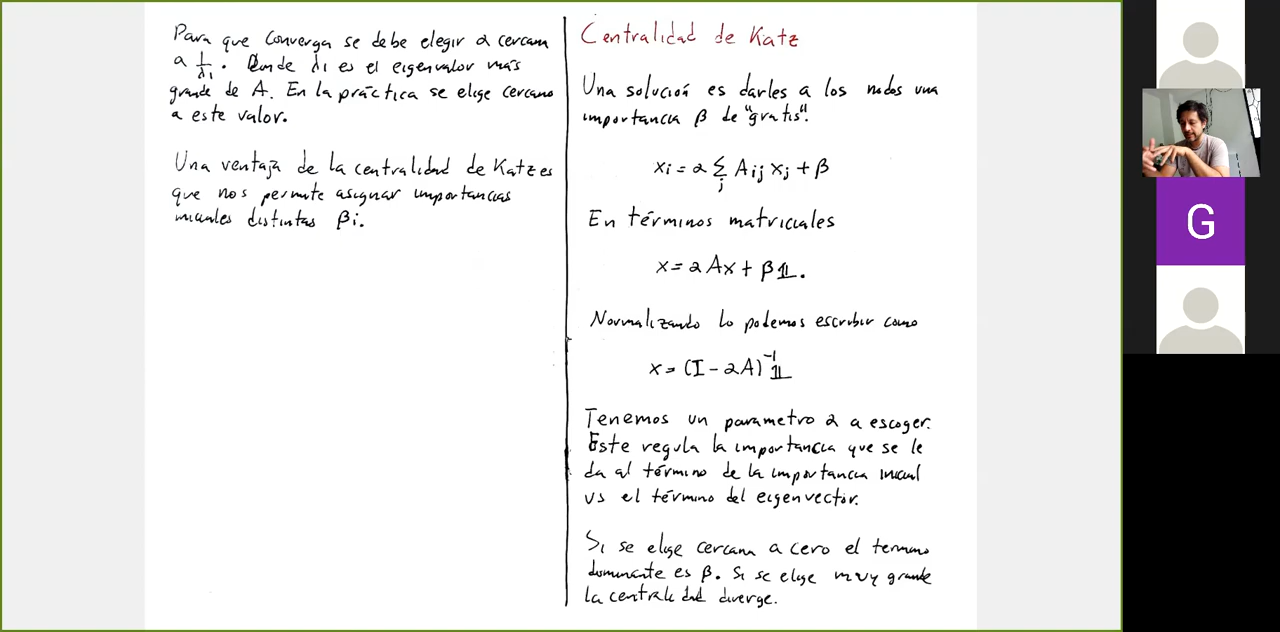 Centralidad de Katz
Una solución es darles a los nodos una
importancia β de "gratis".
xi = α ∑j Aij xj + β
En términos matriciales
x = αAx + β𝟙.
Normalizando lo podemos escribir como
x = (I - αA)⁻¹𝟙
Tenemos un parametro α a escoger.
Este regula la importancia que se le
da al término de la importancia inicial
vs el término del eigenvector.
Si se elige cercana a cero el termino
dominante es β. Si se elige muy grande
la centralidad diverge.
Para que converga se debe elegir α cercana
a 1/λ1. Donde λ1 es el eigenvalor más
grande de A. En la práctica se elige cercano
a este valor.
Una ventaja de la centralidad de Katz es
que nos permite asignar importancias
iniciales distintas βi.
G